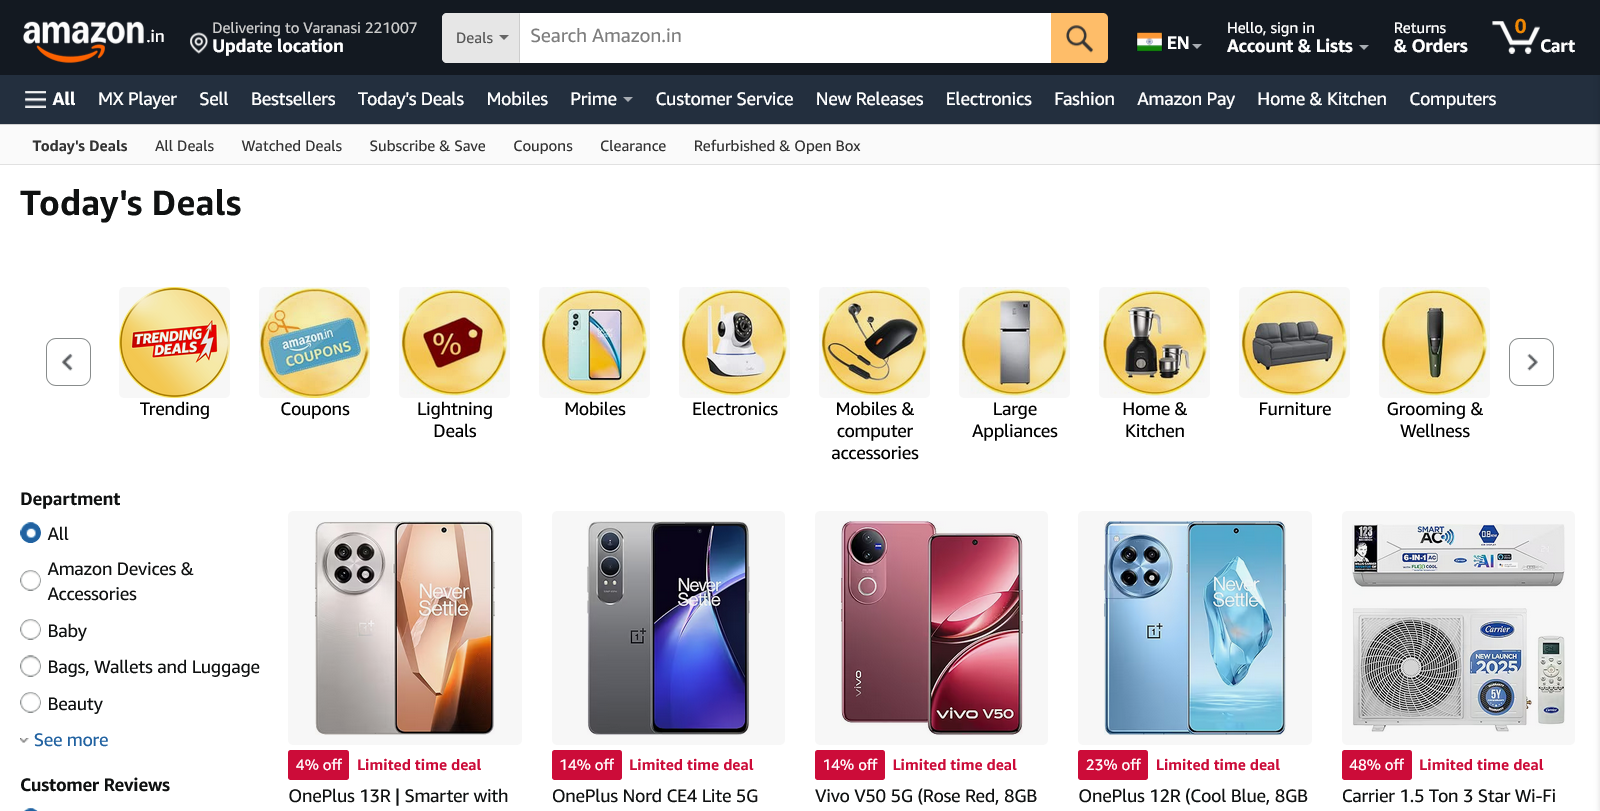 amazon.in
Delivering to Varanasi 221007
Update location
Deals
Search Amazon.in
EN
Hello, sign in
Account & Lists
Returns
& Orders
0
Cart
All
MX Player
Sell
Bestsellers
Today's Deals
Mobiles
Prime
Customer Service
New Releases
Electronics
Fashion
Amazon Pay
Home & Kitchen
Computers
Today's Deals
All Deals
Watched Deals
Subscribe & Save
Coupons
Clearance
Refurbished & Open Box
Today's Deals
TRENDING
DEALS
Trending
amazon.in
COUPONS
Coupons
%
Lightning
Deals
Mobiles
Electronics
Mobiles &
computer
accessories
Large
Appliances
Home &
Kitchen
Furniture
Grooming &
Wellness
Department
All
Amazon Devices &
Accessories
Baby
Bags, Wallets and Luggage
Beauty
See more
Customer Reviews
Never
Settle
4% off
Limited time deal
OnePlus 13R | Smarter with
Never
Settle
14% off
Limited time deal
OnePlus Nord CE4 Lite 5G
vivo
vivo V50
14% off
Limited time deal
Vivo V50 5G (Rose Red, 8GB
Never
Settle
23% off
Limited time deal
OnePlus 12R (Cool Blue, 8GB
123
SMART
AC
6-IN-1 AC
AI
Carrier
NEW LAUNCH
2025
5Y
48% off
Limited time deal
Carrier 1.5 Ton 3 Star Wi-Fi